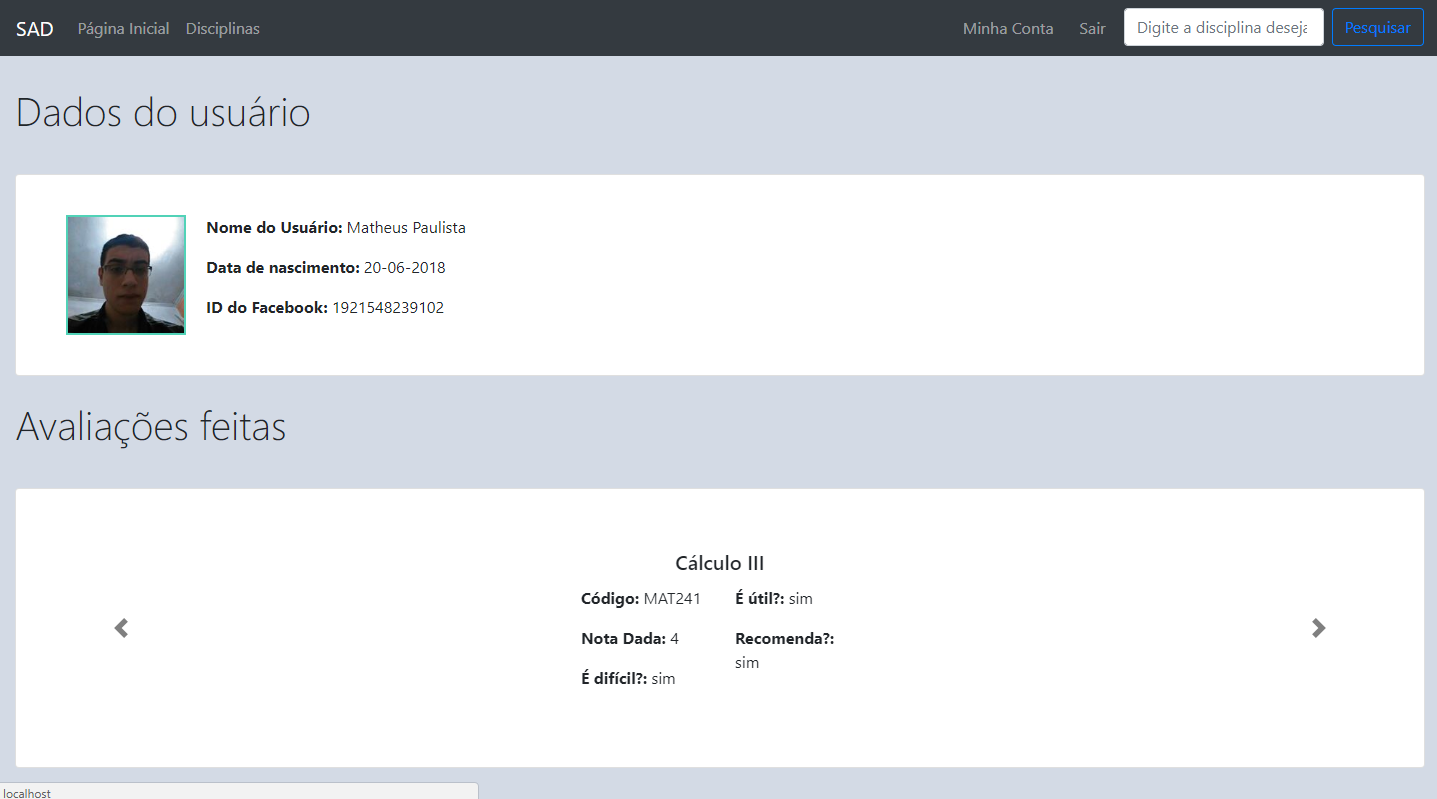 SAD Página Inicial Disciplinas Minha Conta Sair Digite a disciplina deseja Pesquisar
Dados do usuário
Nome do Usuário: Matheus Paulista
Data de nascimento: 20-06-2018
ID do Facebook: 1921548239102
Avaliações feitas
Cálculo III
Código: MAT241
Nota Dada: 4
É difícil?: sim
É útil?: sim
Recomenda?:
sim
localhost